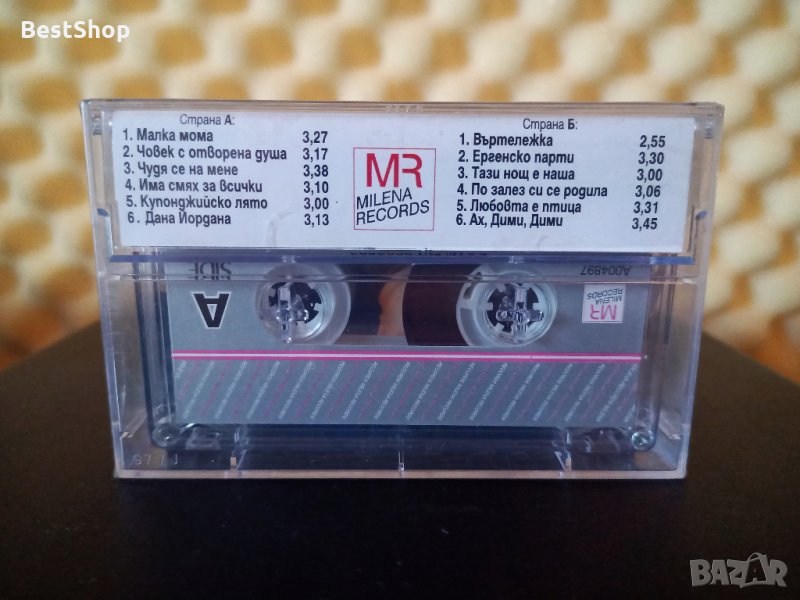 BestShop
Страна А:
1. Малка мома 3,27
2. Човек с отворена душа 3,17
3. Чудя се на мене 3,38
4. Има смях за всички 3,10
5. Купонджийско лято 3,00
6. Дана Йордана 3,13
MR
MILENA
RECORDS
Страна Б:
1. Въртележка 2,55
2. Ергенско парти 3,30
3. Тази нощ е наша 3,00
4. По залез си се родила 3,06
5. Любовта е птица 3,31
6. Ах, Дими, Дими 3,45
SIDE
A
A004897
MILENA
RECORDS
MR
BAZAR